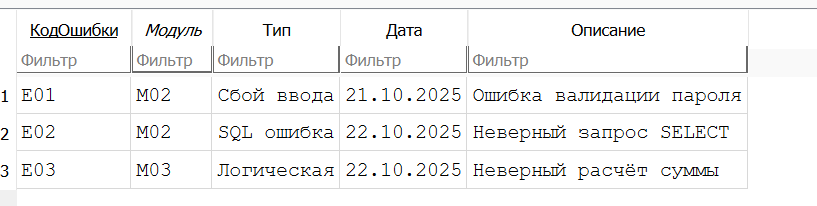 КодОшибки Модуль Тип Дата Описание
Фильтр Фильтр Фильтр Фильтр Фильтр
1 E01 M02 Сбой ввода 21.10.2025 Ошибка валидации пароля
2 E02 M02 SQL ошибка 22.10.2025 Неверный запрос SELECT
3 E03 M03 Логическая 22.10.2025 Неверный расчёт суммы